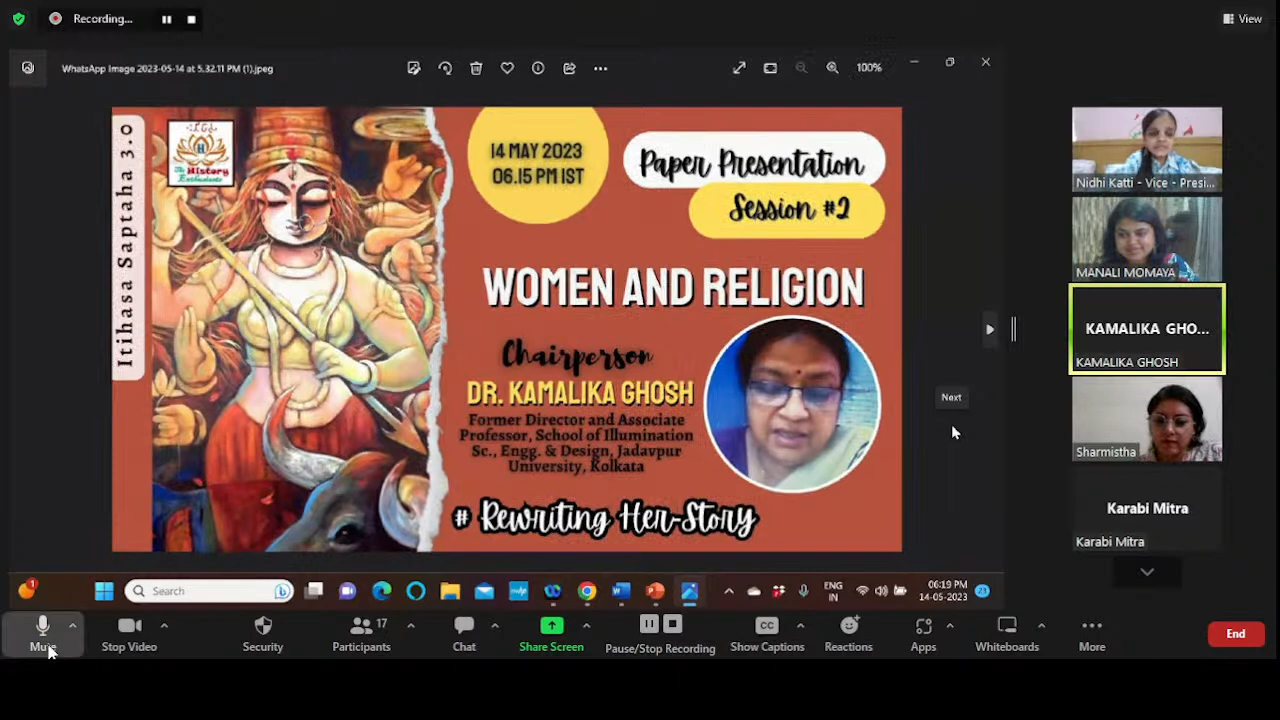 Recording...
View
WhatsApp Image 2023-05-14 at 5.32.11 PM (1).jpeg
100%
Itihasa Saptaha 3.0
H
The History
Enthusiasts
14 MAY 2023
06.15 PM IST
Paper Presentation
Session #2
WOMEN AND RELIGION
Chairperson
DR. KAMALIKA GHOSH
Former Director and Associate
Professor, School of Illumination
Sc., Engg. & Design, Jadavpur
University, Kolkata
# Rewriting Her-Story
Next
Nidhi Katti - Vice - Presi...
MANALI MOMAYA
KAMALIKA GHO...
KAMALIKA GHOSH
Sharmistha
Karabi Mitra
Karabi Mitra
1
Search
ENG
IN
06:19 PM
14-05-2023
23
Mute
Stop Video
Security
17
Participants
Chat
Share Screen
Pause/Stop Recording
CC
Show Captions
Reactions
Apps
Whiteboards
More
End